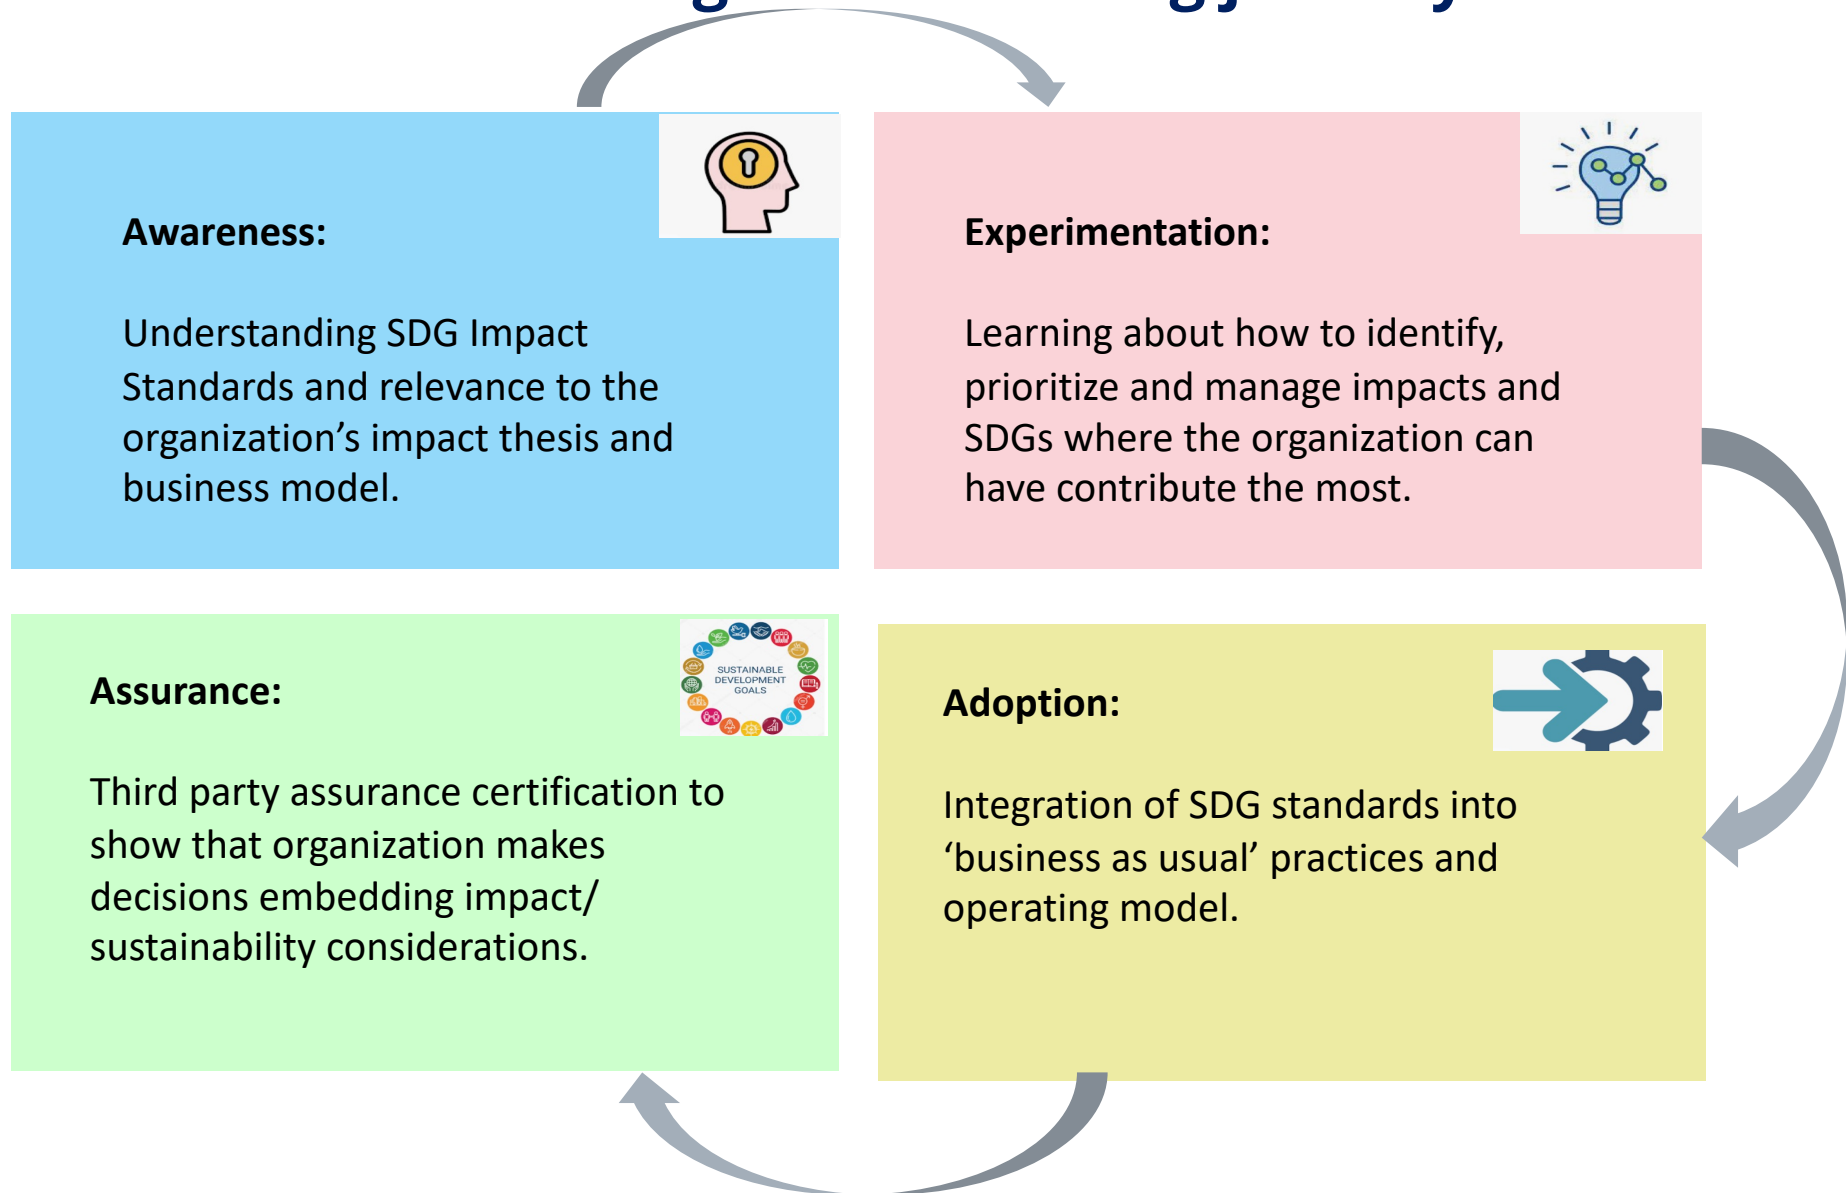 Awareness:
Understanding SDG Impact
Standards and relevance to the
organization’s impact thesis and
business model.
Experimentation:
Learning about how to identify,
prioritize and manage impacts and
SDGs where the organization can
have contribute the most.
Assurance:
SUSTAINABLE
DEVELOPMENT
GOALS
Third party assurance certification to
show that organization makes
decisions embedding impact/
sustainability considerations.
Adoption:
Integration of SDG standards into
‘business as usual’ practices and
operating model.